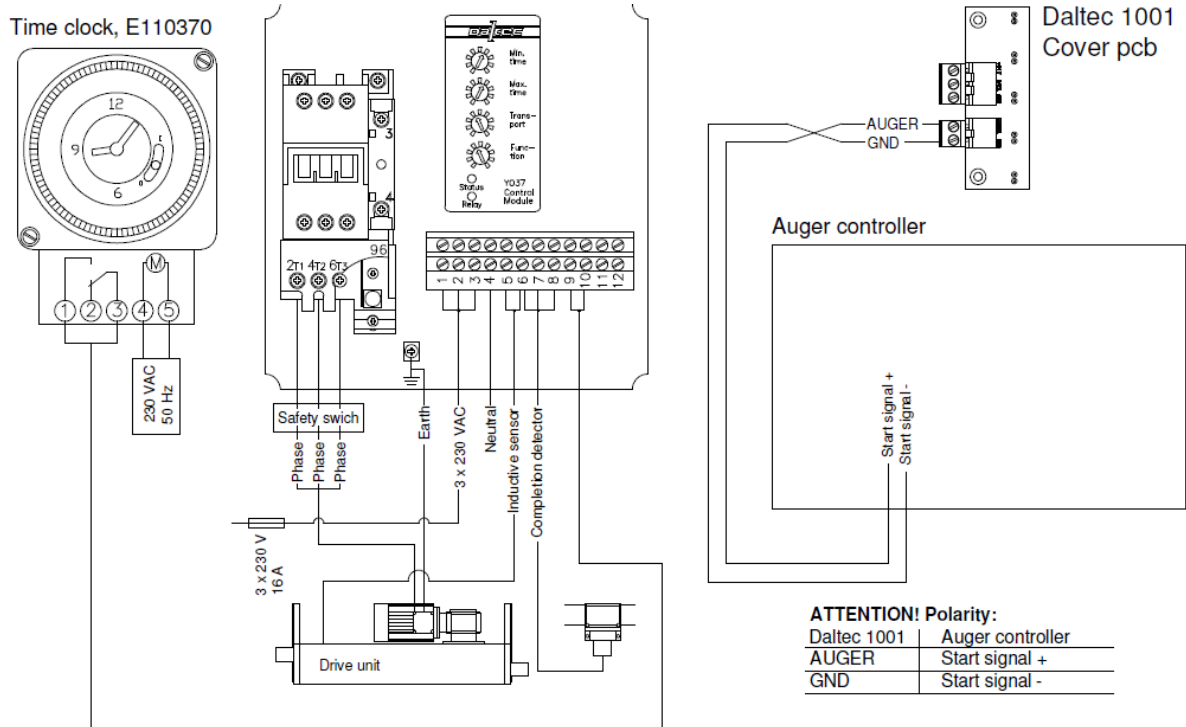 Time clock, E110370
12
9
6
I
0
M
1 2 3 4 5
230 VAC
50 Hz
3
4
96
2T1 4T2 6T3
DALTEC
Min.
time
Max.
time
Trans-
port
Func-
tion
Status
Relay
Y037
Control
Module
1 2 3 4 5 6 7 8 9 10 11 12
Safety swich
Phase
Phase
Phase
Earth
3 x 230 VAC
Neutral
Inductive sensor
Completion detector
3 x 230 V
16 A
Drive unit
Daltec 1001
Cover pcb
AUGER
GND
Auger controller
Start signal +
Start signal -
ATTENTION! Polarity:
Daltec 1001 Auger controller
AUGER Start signal +
GND Start signal -